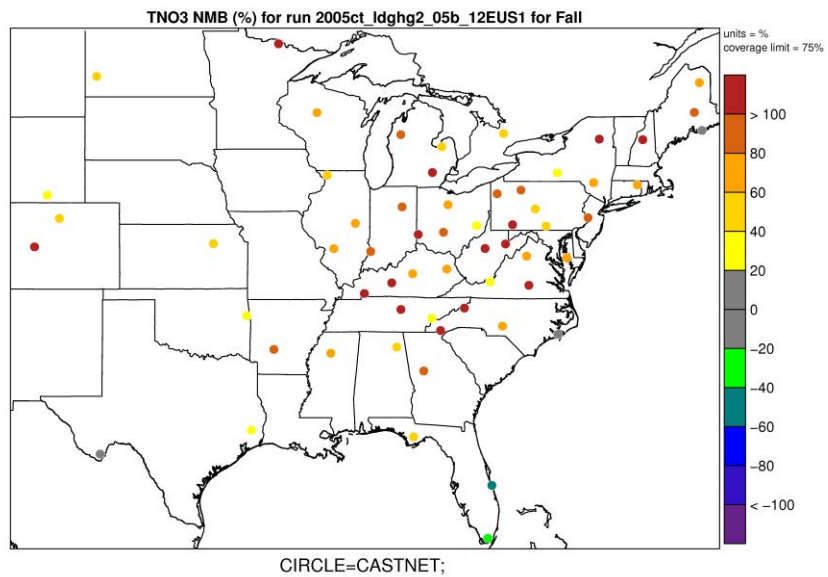 TNO3 NMB (%) for run 2005ct_ldghg2_05b_12EUS1 for Fall
units = %
coverage limit = 75%
> 100
80
60
40
20
0
−20
−40
−60
−80
< −100
CIRCLE=CASTNET;